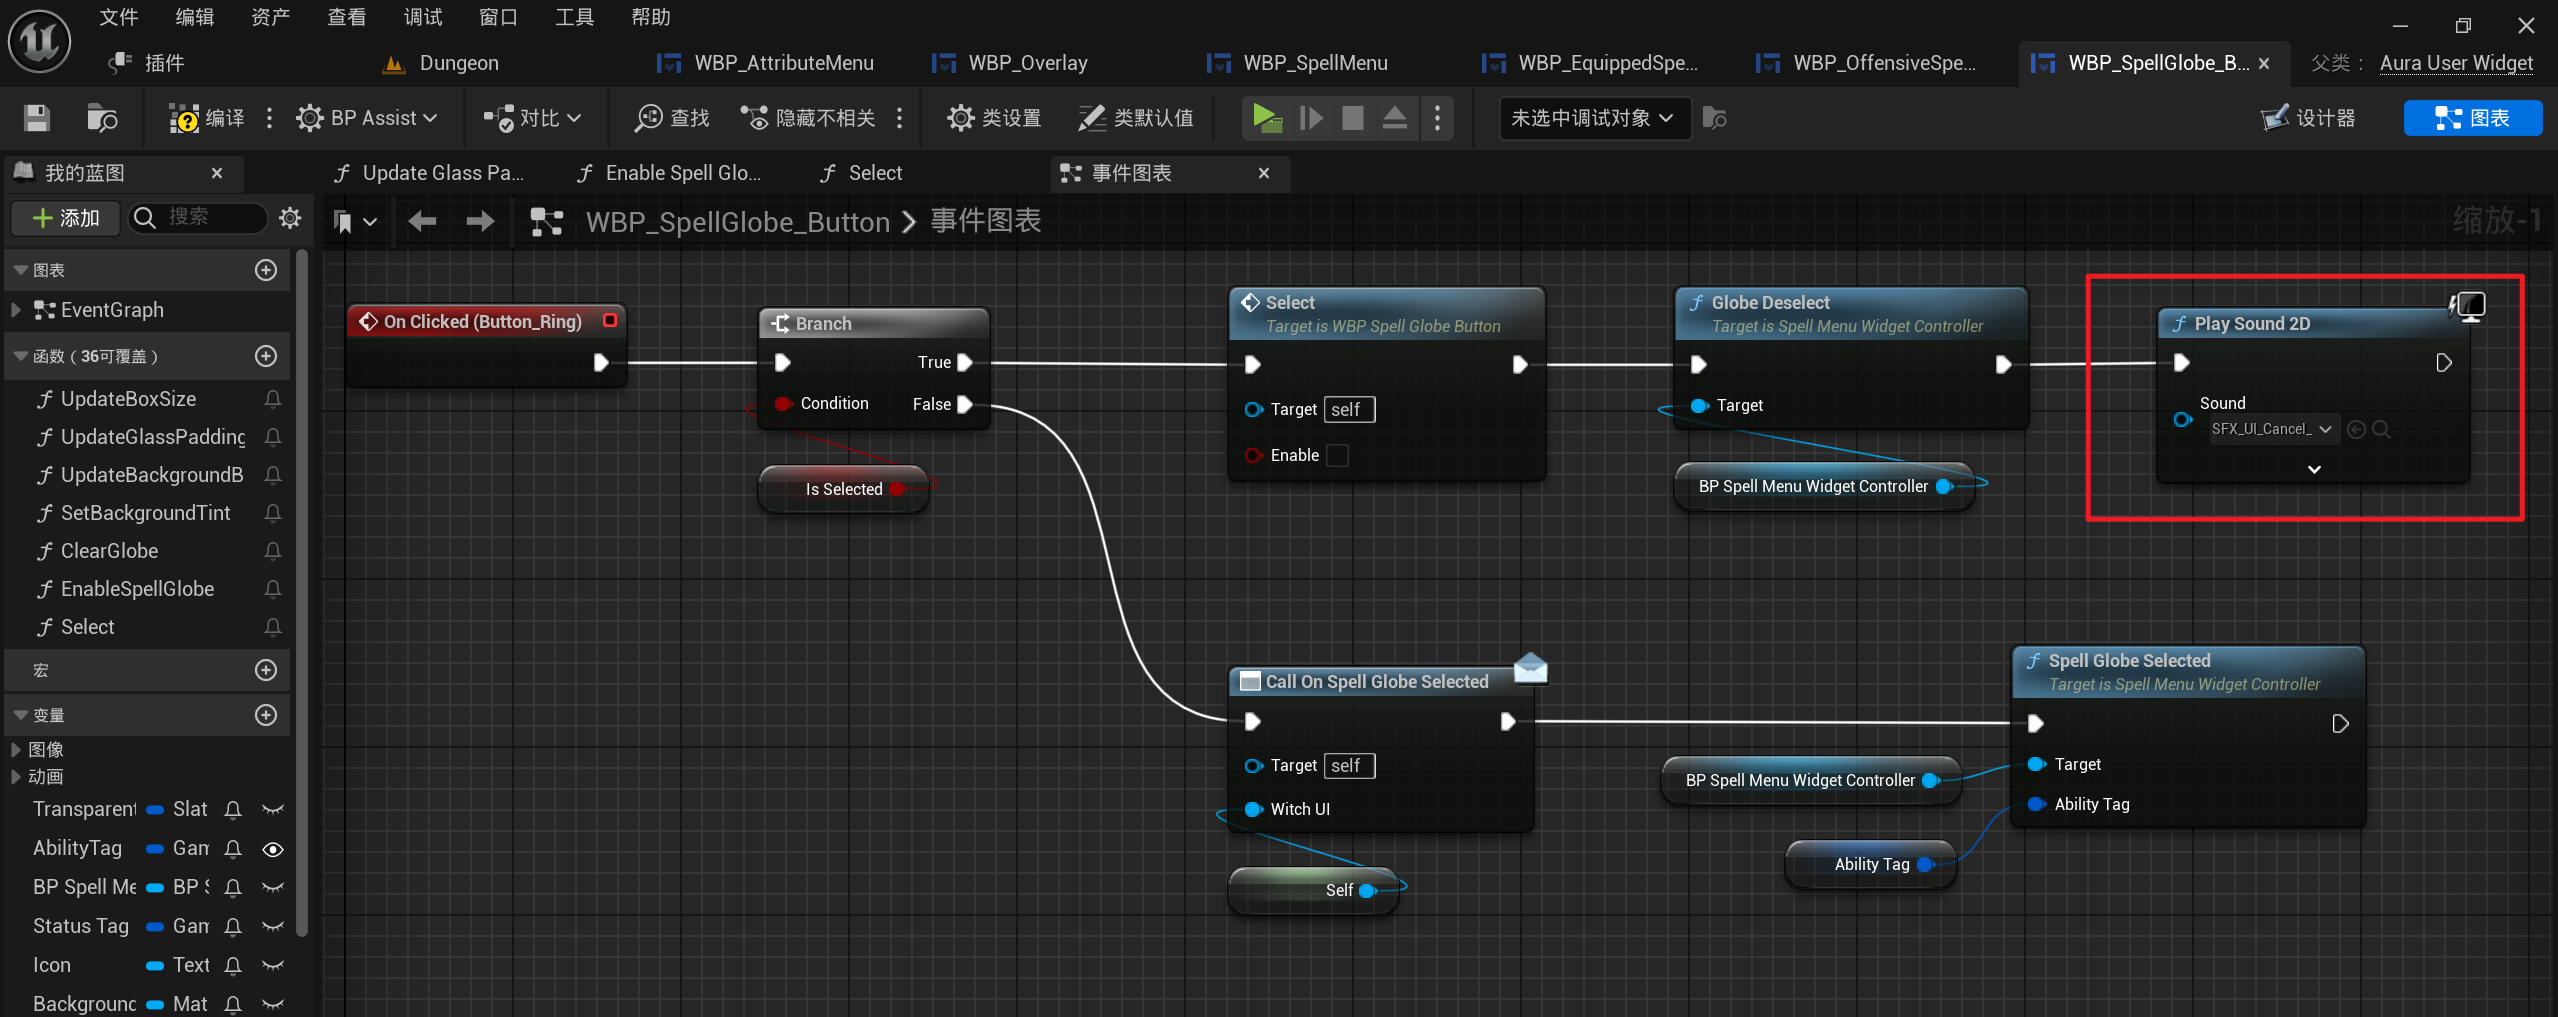 文件 编辑 资产 查看 调试 窗口 工具 帮助
插件 Dungeon WBP_AttributeMenu WBP_Overlay WBP_SpellMenu WBP_EquippedSpe... WBP_OffensiveSpe... WBP_SpellGlobe_B... 父类： Aura User Widget
编译 BP Assist 对比 查找 隐藏不相关 类设置 类默认值 未选中调试对象 设计器 图表
我的蓝图 Update Glass Pa... Enable Spell Glo... Select 事件图表
添加 搜索 WBP_SpellGlobe_Button 事件图表 缩放-1
图表
EventGraph
函数（36可覆盖）
UpdateBoxSize
UpdateGlassPadding
UpdateBackgroundB
SetBackgroundTint
ClearGlobe
EnableSpellGlobe
Select
宏
变量
图像
动画
Transparent Slat
AbilityTag Gam
BP Spell Me BP S
Status Tag Gam
Icon Text
Background Mat
On Clicked (Button_Ring)
Branch
True
Condition False
Is Selected
Select
Target is WBP Spell Globe Button
Target self
Enable
Globe Deselect
Target is Spell Menu Widget Controller
Target
BP Spell Menu Widget Controller
Play Sound 2D
Sound
SFX_UI_Cancel_
Call On Spell Globe Selected
Target self
Witch UI
Self
Spell Globe Selected
Target is Spell Menu Widget Controller
Target
Ability Tag
BP Spell Menu Widget Controller
Ability Tag